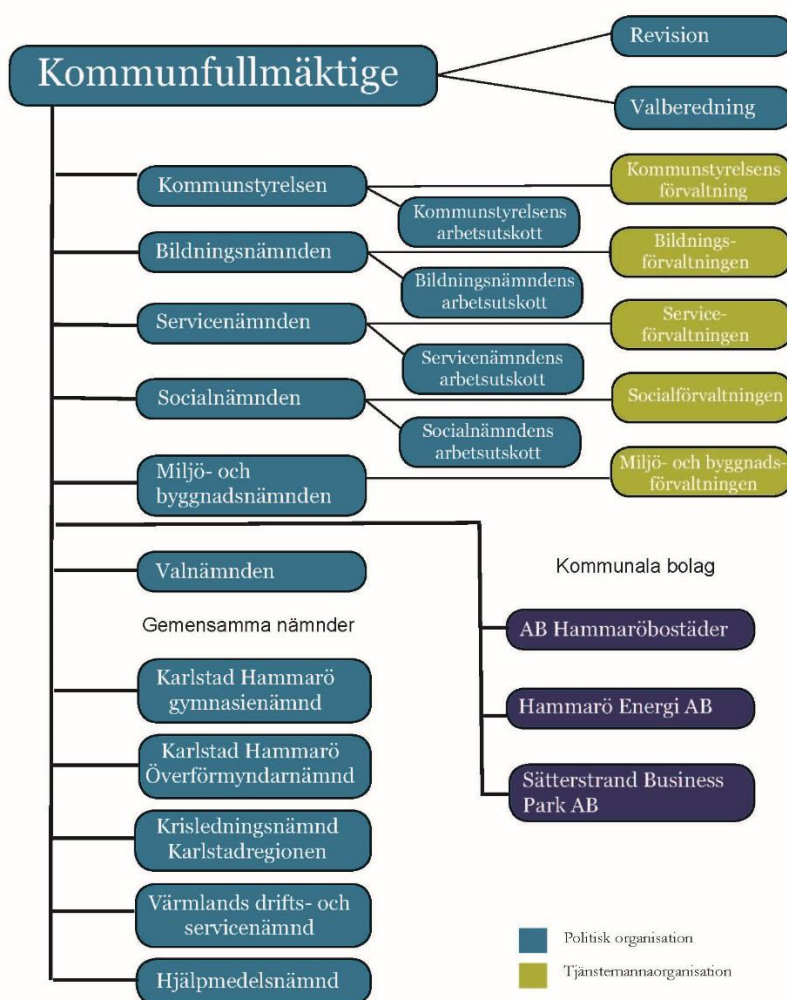 Kommunfullmäktige
Revision
Valberedning
Kommunstyrelsen
Kommunstyrelsens
arbetsutskott
Kommunstyrelsens
förvaltning
Bildningsnämnden
Bildningsnämndens
arbetsutskott
Bildnings-
förvaltningen
Servicenämnden
Servicenämndens
arbetsutskott
Service-
förvaltningen
Socialnämnden
Socialnämndens
arbetsutskott
Socialförvaltningen
Miljö- och
byggnadsnämnden
Miljö- och byggnads-
förvaltningen
Valnämnden
Gemensamma nämnder
Karlstad Hammarö
gymnasienämnd
Karlstad Hammarö
Överförmyndarnämnd
Krisledningsnämnd
Karlstadregionen
Värmlands drifts- och
servicenämnd
Hjälpmedelsnämnd
Kommunala bolag
AB Hammaröbostäder
Hammarö Energi AB
Sätterstrand Business
Park AB
Politisk organisation
Tjänstemannaorganisation